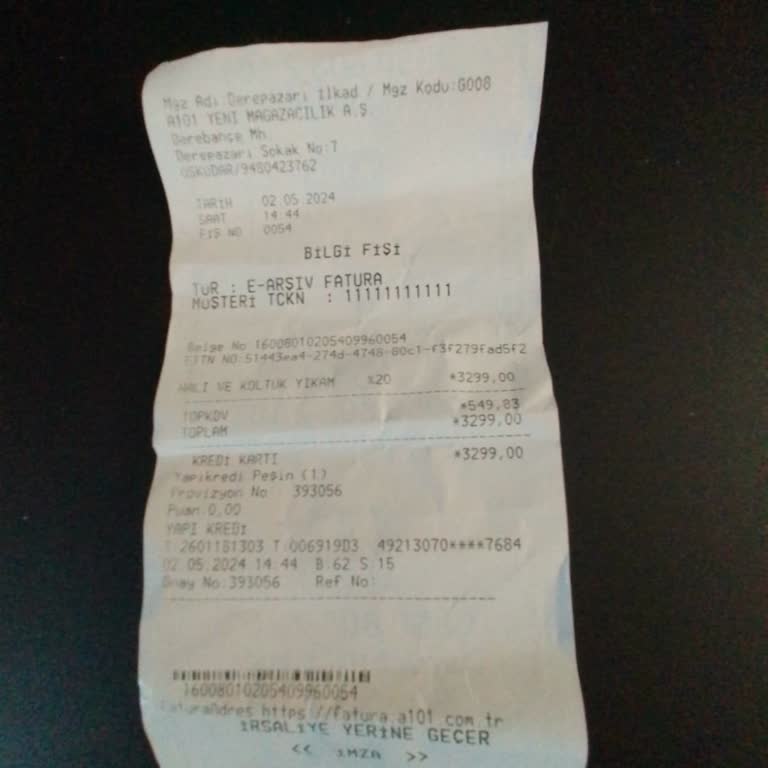 Mgz Adı:Derepazarı ilkad / Mgz Kodu:G008
A101 YENİ MAĞAZACILIK A.Ş.
Derebahçe Mh.
Derepazarı Sokak No:7
ÜSKÜDAR/9480423762
TARİH 02.05.2024
SAAT 14:44
FİŞ NO 0054
BİLGİ FİŞİ
TÜR : E-ARŞİV FATURA
MÜŞTERİ TCKN : 11111111111
Belge No:1600801020540996 0054
ETTN NO:51443ea4-274d-4748-80c1-f3f279fad5f2
HALI VE KOLTUK YIKAM %20 *3299,00
TOPKDV *549,83
TOPLAM *3299,00
KREDİ KARTI *3299,00
Yapıkredi Peşin (1)
Provizyon No: 393056
Puan:0,00
YAPI KREDİ
T:2601181303 T:006919D3 49213070****7684
02.05.2024 14:44 B:62 S:15
Onay No:393056 Ref No:
16008010205409960054
FaturaAdres:https://fatura.a101.com.tr
İRSALİYE YERİNE GEÇER
<< İMZA >>